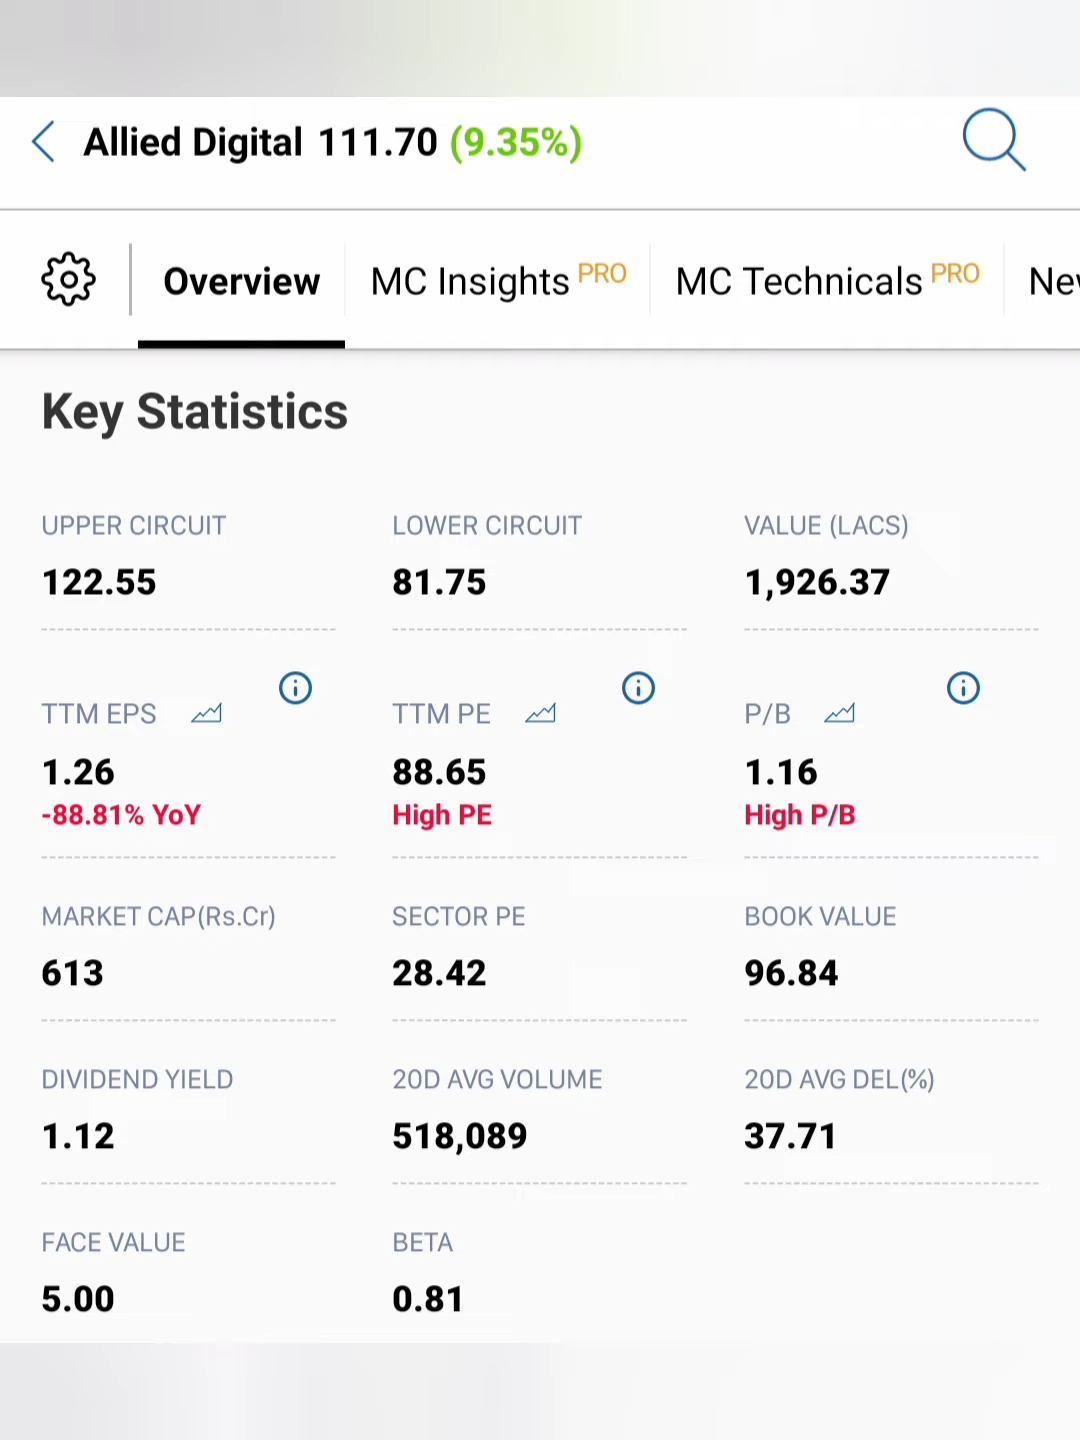 Allied Digital 111.70 (9.35%)
Overview MC Insights PRO MC Technicals PRO Nev
Key Statistics
UPPER CIRCUIT LOWER CIRCUIT VALUE (LACS)
122.55 81.75 1,926.37
TTM EPS TTM PE P/B
1.26 88.65 1.16
-88.81% YoY High PE High P/B
MARKET CAP(Rs.Cr) SECTOR PE BOOK VALUE
613 28.42 96.84
DIVIDEND YIELD 20D AVG VOLUME 20D AVG DEL(%)
1.12 518,089 37.71
FACE VALUE BETA
5.00 0.81